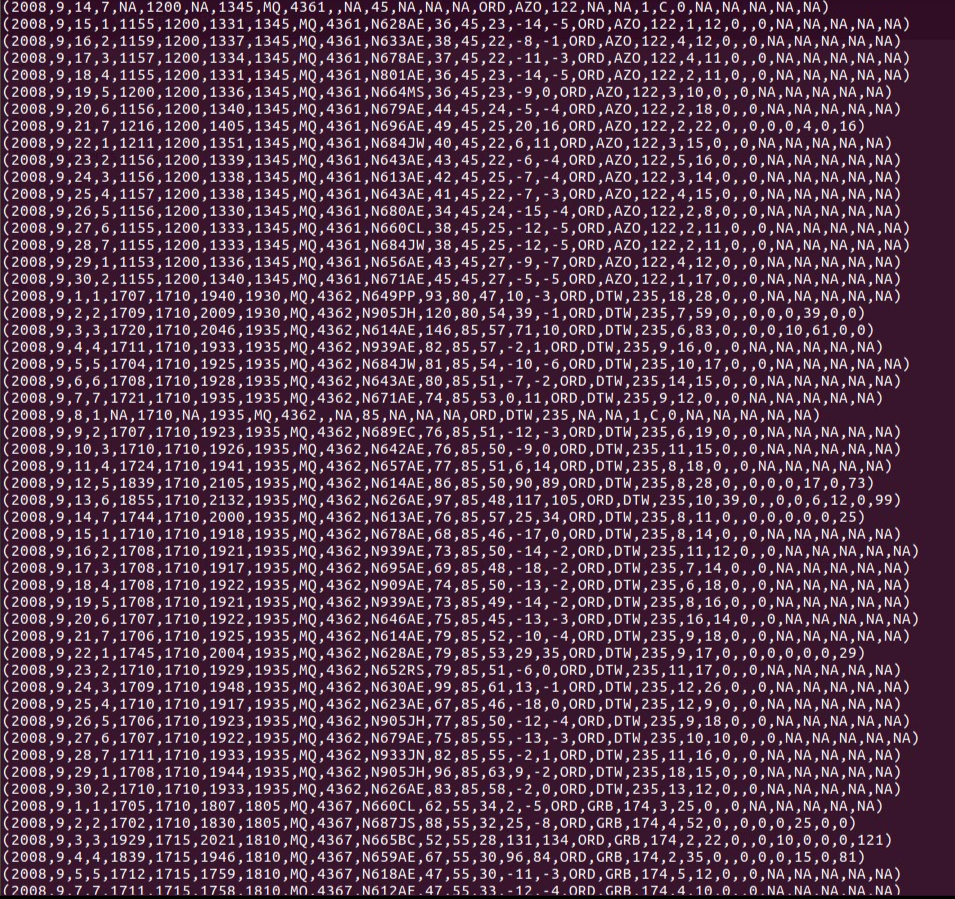 (2008,9,14,7,NA,1200,NA,1345,MQ,4361,,NA,45,NA,NA,NA,ORD,AZO,122,NA,NA,1,C,0,NA,NA,NA,NA,NA)
(2008,9,15,1,1155,1200,1331,1345,MQ,4361,N628AE,36,45,23,-14,-5,ORD,AZO,122,1,12,0,,0,NA,NA,NA,NA,NA)
(2008,9,16,2,1159,1200,1337,1345,MQ,4361,N633AE,38,45,22,-8,-1,ORD,AZO,122,4,12,0,,0,NA,NA,NA,NA,NA)
(2008,9,17,3,1157,1200,1334,1345,MQ,4361,N678AE,37,45,22,-11,-3,ORD,AZO,122,4,11,0,,0,NA,NA,NA,NA,NA)
(2008,9,18,4,1155,1200,1331,1345,MQ,4361,N801AE,36,45,23,-14,-5,ORD,AZO,122,2,11,0,,0,NA,NA,NA,NA,NA)
(2008,9,19,5,1200,1200,1336,1345,MQ,4361,N664MS,36,45,23,-9,0,ORD,AZO,122,3,10,0,,0,NA,NA,NA,NA,NA)
(2008,9,20,6,1156,1200,1340,1345,MQ,4361,N679AE,44,45,24,-5,-4,ORD,AZO,122,2,18,0,,0,NA,NA,NA,NA,NA)
(2008,9,21,7,1216,1200,1405,1345,MQ,4361,N696AE,49,45,25,20,16,ORD,AZO,122,2,22,0,,0,0,0,4,0,16)
(2008,9,22,1,1211,1200,1351,1345,MQ,4361,N684JW,40,45,22,6,11,ORD,AZO,122,3,15,0,,0,NA,NA,NA,NA,NA)
(2008,9,23,2,1156,1200,1339,1345,MQ,4361,N643AE,43,45,22,-6,-4,ORD,AZO,122,5,16,0,,0,NA,NA,NA,NA,NA)
(2008,9,24,3,1156,1200,1338,1345,MQ,4361,N613AE,42,45,25,-7,-4,ORD,AZO,122,3,14,0,,0,NA,NA,NA,NA,NA)
(2008,9,25,4,1157,1200,1338,1345,MQ,4361,N643AE,41,45,22,-7,-3,ORD,AZO,122,4,15,0,,0,NA,NA,NA,NA,NA)
(2008,9,26,5,1156,1200,1330,1345,MQ,4361,N680AE,34,45,24,-15,-4,ORD,AZO,122,2,8,0,,0,NA,NA,NA,NA,NA)
(2008,9,27,6,1155,1200,1333,1345,MQ,4361,N660CL,38,45,25,-12,-5,ORD,AZO,122,2,11,0,,0,NA,NA,NA,NA,NA)
(2008,9,28,7,1155,1200,1333,1345,MQ,4361,N684JW,38,45,25,-12,-5,ORD,AZO,122,2,11,0,,0,NA,NA,NA,NA,NA)
(2008,9,29,1,1153,1200,1336,1345,MQ,4361,N656AE,43,45,27,-9,-7,ORD,AZO,122,4,12,0,,0,NA,NA,NA,NA,NA)
(2008,9,30,2,1155,1200,1340,1345,MQ,4361,N671AE,45,45,27,-5,-5,ORD,AZO,122,1,17,0,,0,NA,NA,NA,NA,NA)
(2008,9,1,1,1707,1710,1940,1930,MQ,4362,N649PP,93,80,47,10,-3,ORD,DTW,235,18,28,0,,0,NA,NA,NA,NA,NA)
(2008,9,2,2,1709,1710,2009,1930,MQ,4362,N905JH,120,80,54,39,-1,ORD,DTW,235,7,59,0,,0,0,0,39,0,0)
(2008,9,3,3,1720,1710,2046,1935,MQ,4362,N614AE,146,85,57,71,10,ORD,DTW,235,6,83,0,,0,0,10,61,0,0)
(2008,9,4,4,1711,1710,1933,1935,MQ,4362,N939AE,82,85,57,-2,1,ORD,DTW,235,9,16,0,,0,NA,NA,NA,NA,NA)
(2008,9,5,5,1704,1710,1925,1935,MQ,4362,N684JW,81,85,54,-10,-6,ORD,DTW,235,10,17,0,,0,NA,NA,NA,NA,NA)
(2008,9,6,6,1708,1710,1928,1935,MQ,4362,N643AE,80,85,51,-7,-2,ORD,DTW,235,14,15,0,,0,NA,NA,NA,NA,NA)
(2008,9,7,7,1721,1710,1935,1935,MQ,4362,N671AE,74,85,53,0,11,ORD,DTW,235,9,12,0,,0,NA,NA,NA,NA,NA)
(2008,9,8,1,NA,1710,NA,1935,MQ,4362,,NA,85,NA,NA,NA,ORD,DTW,235,NA,NA,1,C,0,NA,NA,NA,NA,NA)
(2008,9,9,2,1707,1710,1923,1935,MQ,4362,N689EC,76,85,51,-12,-3,ORD,DTW,235,6,19,0,,0,NA,NA,NA,NA,NA)
(2008,9,10,3,1710,1710,1926,1935,MQ,4362,N642AE,76,85,50,-9,0,ORD,DTW,235,11,15,0,,0,NA,NA,NA,NA,NA)
(2008,9,11,4,1724,1710,1941,1935,MQ,4362,N657AE,77,85,51,6,14,ORD,DTW,235,8,18,0,,0,NA,NA,NA,NA,NA)
(2008,9,12,5,1839,1710,2105,1935,MQ,4362,N614AE,86,85,50,90,89,ORD,DTW,235,8,28,0,,0,0,0,17,0,73)
(2008,9,13,6,1855,1710,2132,1935,MQ,4362,N626AE,97,85,48,117,105,ORD,DTW,235,10,39,0,,0,0,6,12,0,99)
(2008,9,14,7,1744,1710,2000,1935,MQ,4362,N613AE,76,85,57,25,34,ORD,DTW,235,8,11,0,,0,0,0,0,0,25)
(2008,9,15,1,1710,1710,1918,1935,MQ,4362,N678AE,68,85,46,-17,0,ORD,DTW,235,8,14,0,,0,NA,NA,NA,NA,NA)
(2008,9,16,2,1708,1710,1921,1935,MQ,4362,N939AE,73,85,50,-14,-2,ORD,DTW,235,11,12,0,,0,NA,NA,NA,NA,NA)
(2008,9,17,3,1708,1710,1917,1935,MQ,4362,N695AE,69,85,48,-18,-2,ORD,DTW,235,7,14,0,,0,NA,NA,NA,NA,NA)
(2008,9,18,4,1708,1710,1922,1935,MQ,4362,N909AE,74,85,50,-13,-2,ORD,DTW,235,6,18,0,,0,NA,NA,NA,NA,NA)
(2008,9,19,5,1708,1710,1921,1935,MQ,4362,N939AE,73,85,49,-14,-2,ORD,DTW,235,8,16,0,,0,NA,NA,NA,NA,NA)
(2008,9,20,6,1707,1710,1922,1935,MQ,4362,N646AE,75,85,45,-13,-3,ORD,DTW,235,16,14,0,,0,NA,NA,NA,NA,NA)
(2008,9,21,7,1706,1710,1925,1935,MQ,4362,N614AE,79,85,52,-10,-4,ORD,DTW,235,9,18,0,,0,NA,NA,NA,NA,NA)
(2008,9,22,1,1745,1710,2004,1935,MQ,4362,N628AE,79,85,53,29,35,ORD,DTW,235,9,17,0,,0,0,0,0,0,29)
(2008,9,23,2,1710,1710,1929,1935,MQ,4362,N652RS,79,85,51,-6,0,ORD,DTW,235,11,17,0,,0,NA,NA,NA,NA,NA)
(2008,9,24,3,1709,1710,1948,1935,MQ,4362,N630AE,99,85,61,13,-1,ORD,DTW,235,12,26,0,,0,NA,NA,NA,NA,NA)
(2008,9,25,4,1710,1710,1917,1935,MQ,4362,N623AE,67,85,46,-18,0,ORD,DTW,235,12,9,0,,0,NA,NA,NA,NA,NA)
(2008,9,26,5,1706,1710,1923,1935,MQ,4362,N905JH,77,85,50,-12,-4,ORD,DTW,235,9,18,0,,0,NA,NA,NA,NA,NA)
(2008,9,27,6,1707,1710,1922,1935,MQ,4362,N679AE,75,85,55,-13,-3,ORD,DTW,235,10,10,0,,0,NA,NA,NA,NA,NA)
(2008,9,28,7,1711,1710,1933,1935,MQ,4362,N933JN,82,85,55,-2,1,ORD,DTW,235,11,16,0,,0,NA,NA,NA,NA,NA)
(2008,9,29,1,1708,1710,1944,1935,MQ,4362,N905JH,96,85,63,9,-2,ORD,DTW,235,18,15,0,,0,NA,NA,NA,NA,NA)
(2008,9,30,2,1710,1710,1933,1935,MQ,4362,N626AE,83,85,58,-2,0,ORD,DTW,235,13,12,0,,0,NA,NA,NA,NA,NA)
(2008,9,1,1,1705,1710,1807,1805,MQ,4367,N660CL,62,55,34,2,-5,ORD,GRB,174,3,25,0,,0,NA,NA,NA,NA,NA)
(2008,9,2,2,1702,1710,1830,1805,MQ,4367,N687JS,88,55,32,25,-8,ORD,GRB,174,4,52,0,,0,0,0,25,0,0)
(2008,9,3,3,1929,1715,2021,1810,MQ,4367,N665BC,52,55,28,131,134,ORD,GRB,174,2,22,0,,0,10,0,0,0,121)
(2008,9,4,4,1839,1715,1946,1810,MQ,4367,N659AE,67,55,30,96,84,ORD,GRB,174,2,35,0,,0,0,0,15,0,81)
(2008,9,5,5,1712,1715,1759,1810,MQ,4367,N618AE,47,55,30,-11,-3,ORD,GRB,174,5,12,0,,0,NA,NA,NA,NA,NA)
(2008,9,7,7,1711,1715,1758,1810,MQ,4367,N612AE,47,55,33,-12,-4,ORD,GRB,174,4,10,0,,0,NA,NA,NA,NA,NA)